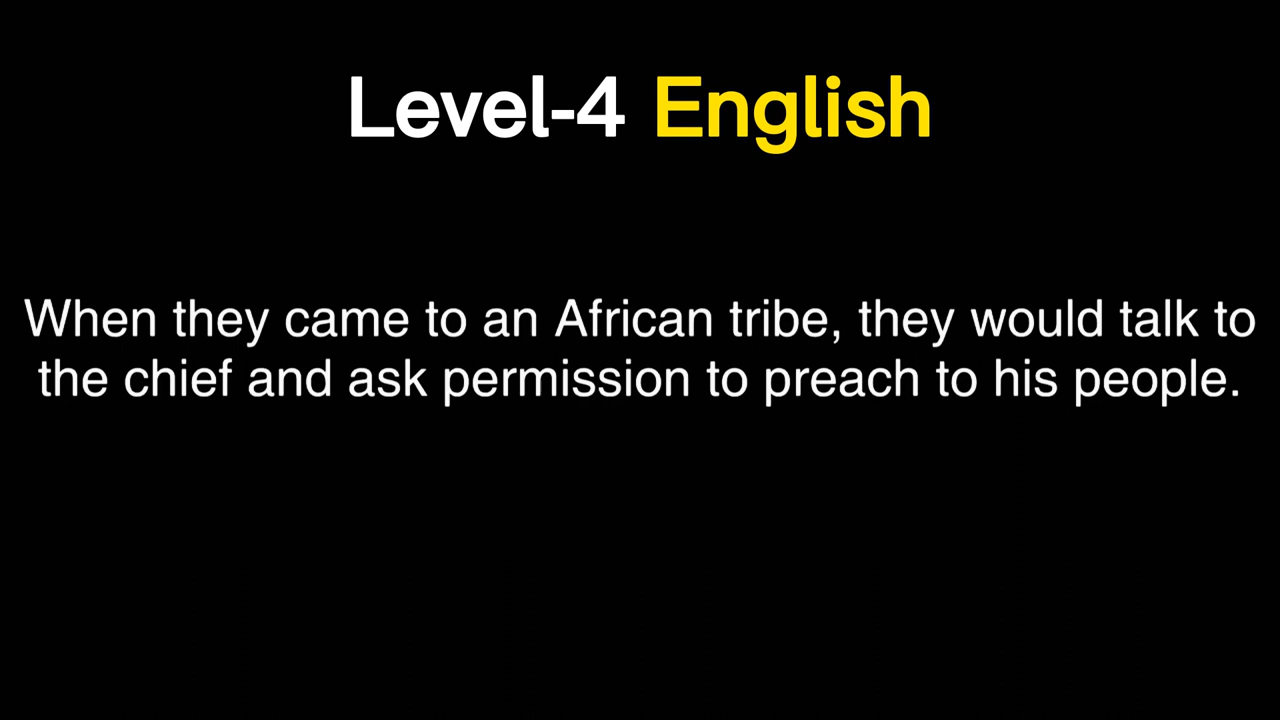 Level-4 English
When they came to an African tribe, they would talk to
the chief and ask permission to preach to his people.